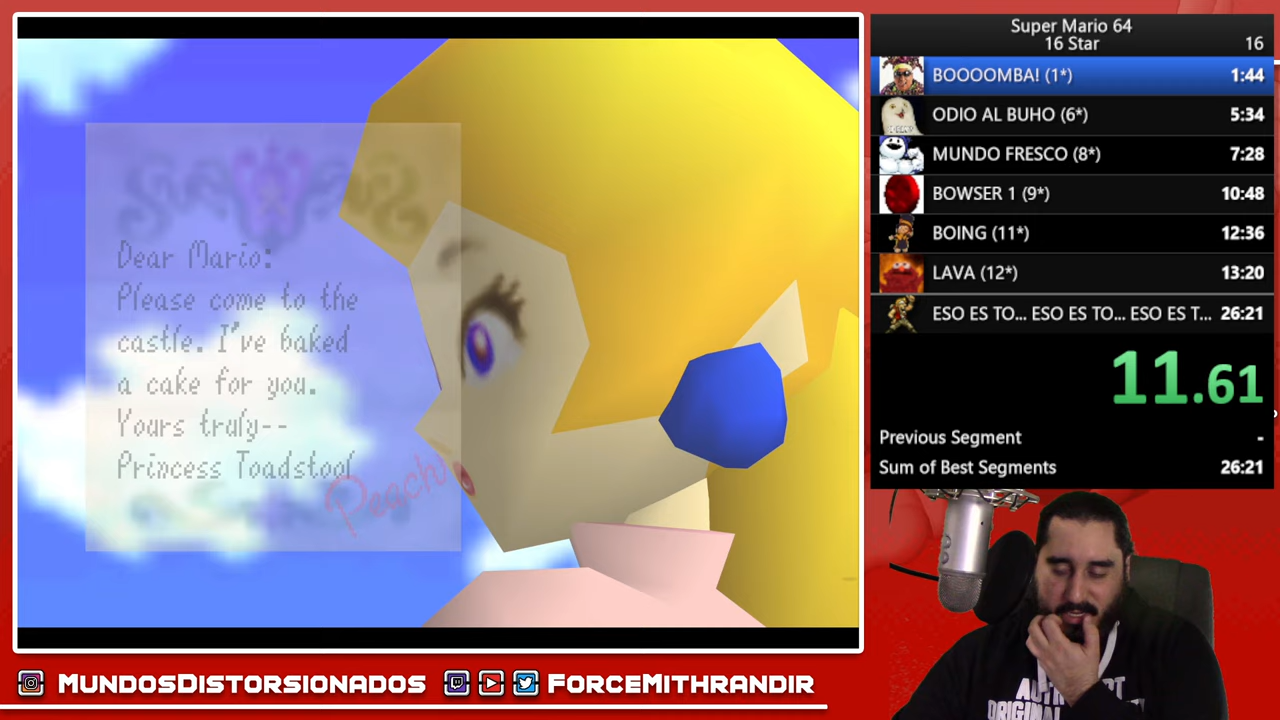 Dear Mario:
Please come to the
castle. I've baked
a cake for you.
Yours truly--
Princess Toadstool
Peach
Super Mario 64
16 Star 16
BOOOOMBA! (1*) 1:44
ODIO AL BUHO (6*) 5:34
MUNDO FRESCO (8*) 7:28
BOWSER 1 (9*) 10:48
BOING (11*) 12:36
LAVA (12*) 13:20
ESO ES TO... ESO ES TO... ESO ES T... 26:21
11.61
Previous Segment -
Sum of Best Segments 26:21
MUNDOSDISTORSIONADOS FORCEMITHRANDIR